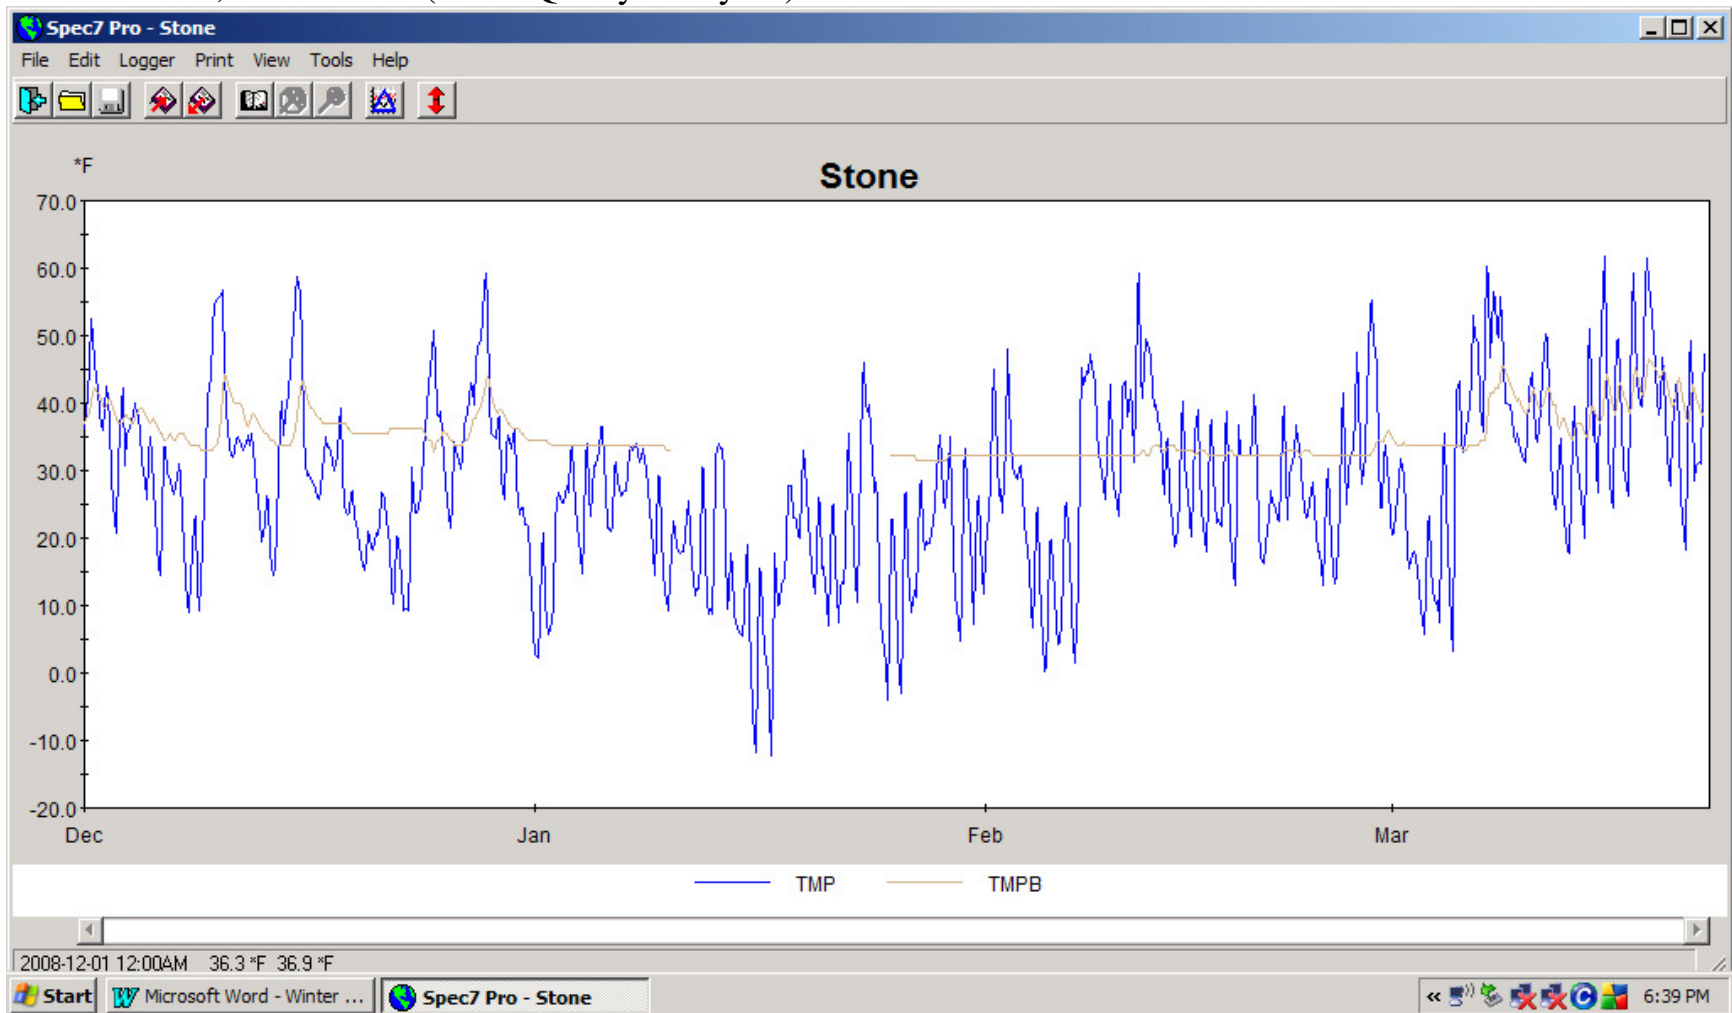 Spec7 Pro - Stone
File Edit Logger Print View Tools Help
*F
Stone
70.0
60.0
50.0
40.0
30.0
20.0
10.0
0.0
-10.0
-20.0
Dec Jan Feb Mar
TMP TMPB
2008-12-01 12:00AM 36.3 *F 36.9 *F
Start Microsoft Word - Winter ... Spec7 Pro - Stone « 6:39 PM